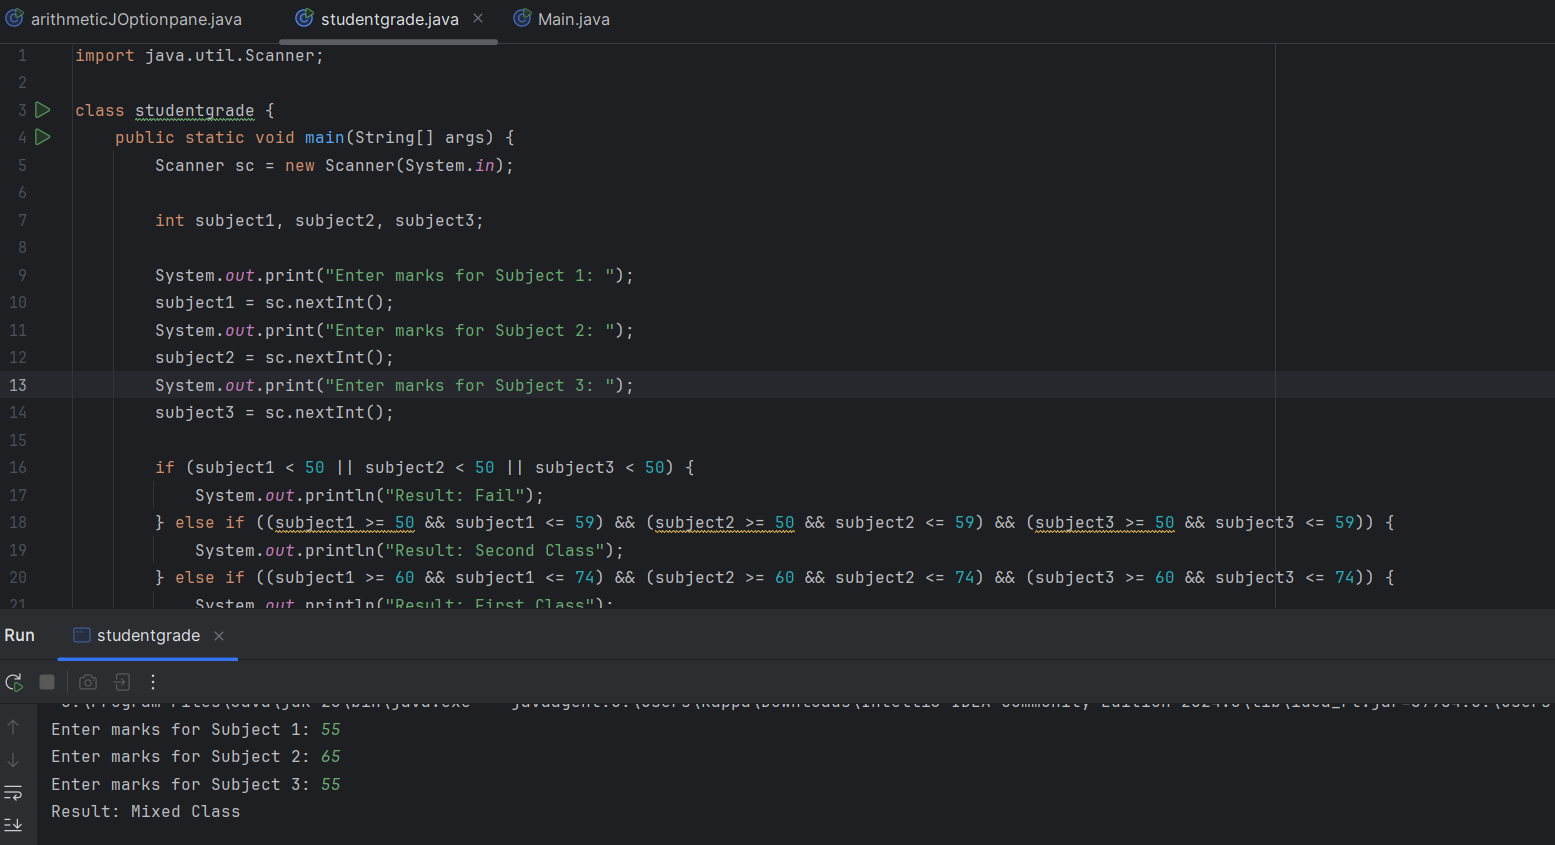 arithmeticJOptionpane.java studentgrade.java Main.java
1 import java.util.Scanner;
2
3 class studentgrade {
4 public static void main(String[] args) {
5 Scanner sc = new Scanner(System.in);
6
7 int subject1, subject2, subject3;
8
9 System.out.print("Enter marks for Subject 1: ");
10 subject1 = sc.nextInt();
11 System.out.print("Enter marks for Subject 2: ");
12 subject2 = sc.nextInt();
13 System.out.print("Enter marks for Subject 3: ");
14 subject3 = sc.nextInt();
15
16 if (subject1 < 50 || subject2 < 50 || subject3 < 50) {
17 System.out.println("Result: Fail");
18 } else if ((subject1 >= 50 && subject1 <= 59) && (subject2 >= 50 && subject2 <= 59) && (subject3 >= 50 && subject3 <= 59)) {
19 System.out.println("Result: Second Class");
20 } else if ((subject1 >= 60 && subject1 <= 74) && (subject2 >= 60 && subject2 <= 74) && (subject3 >= 60 && subject3 <= 74)) {
21 System.out.println("Result: First Class");
Run studentgrade
Enter marks for Subject 1: 55
Enter marks for Subject 2: 65
Enter marks for Subject 3: 55
Result: Mixed Class